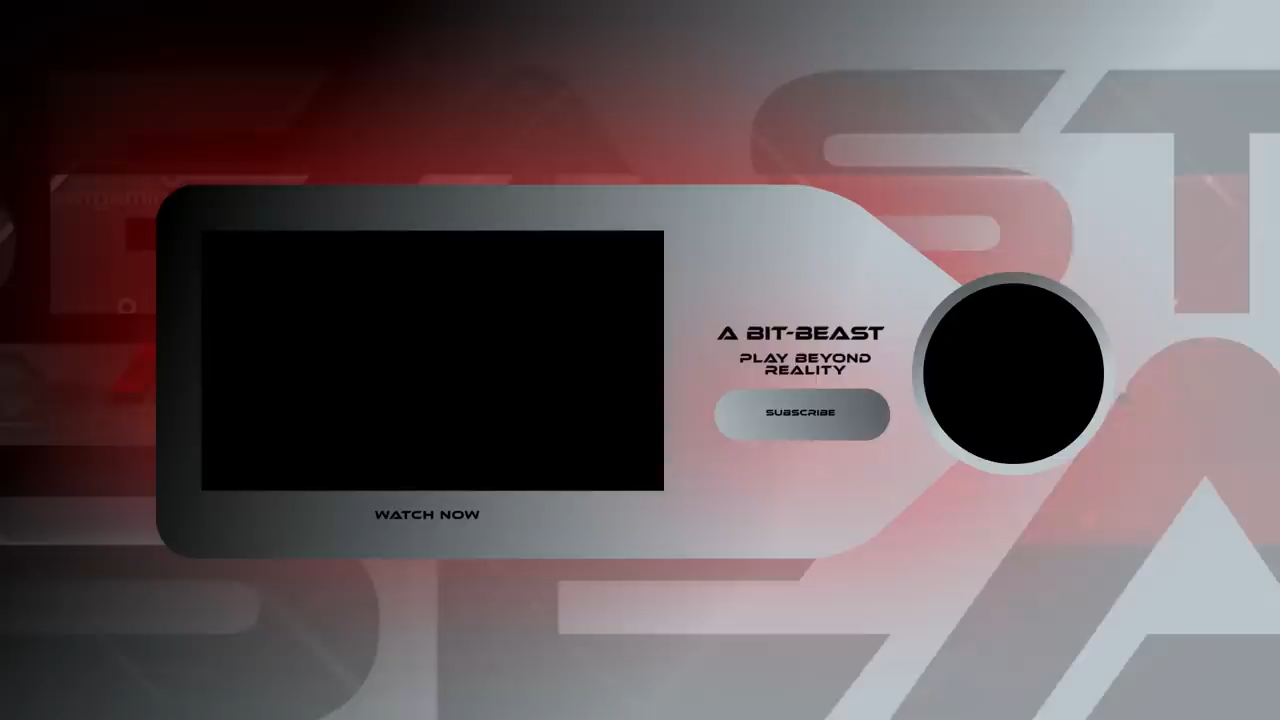 A BIT-BEAST
PLAY BEYOND
REALITY
SUBSCRIBE
WATCH NOW